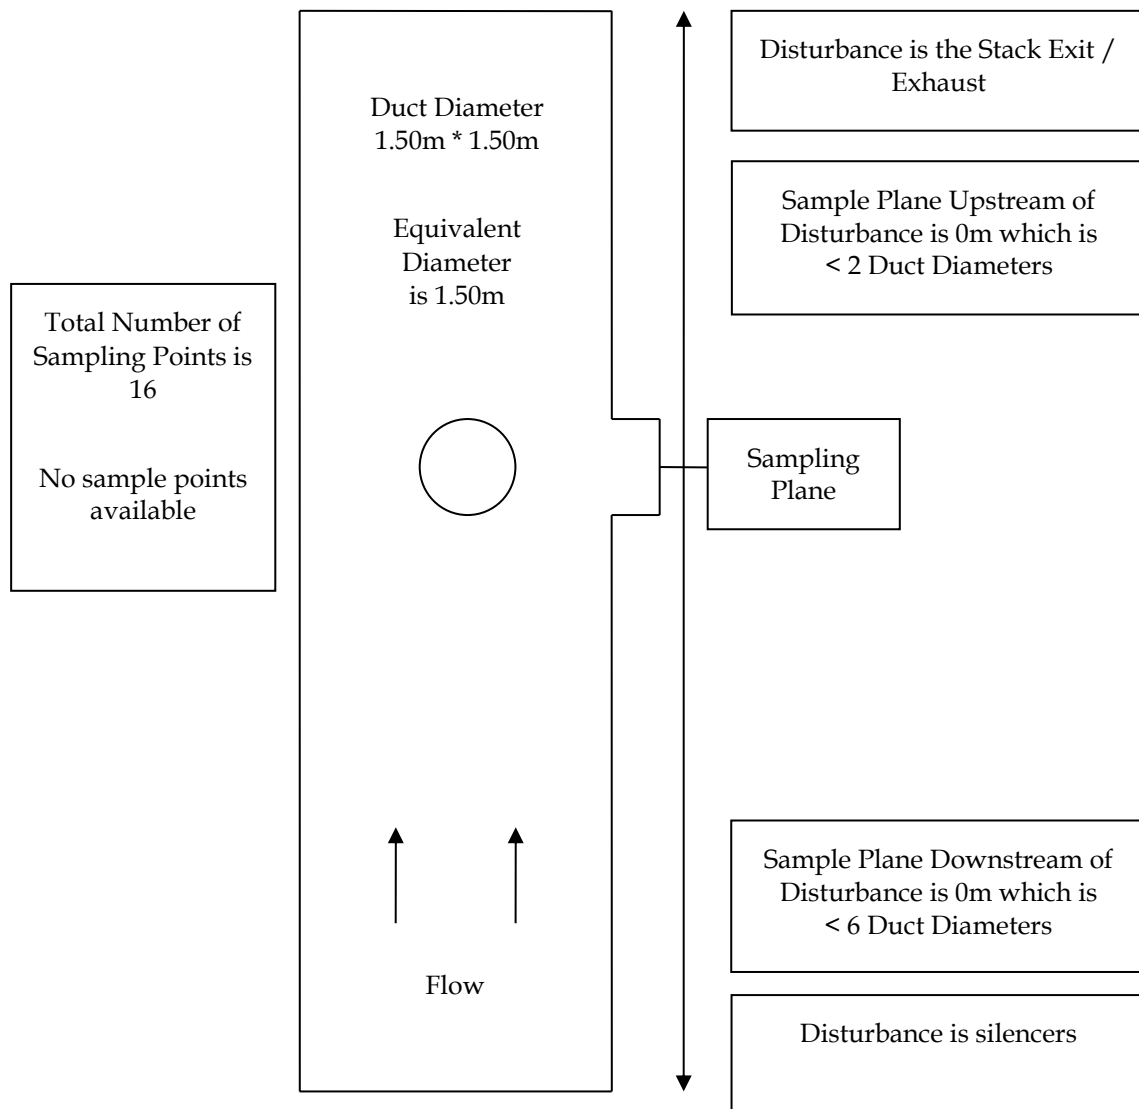 Disturbance is the Stack Exit /
Exhaust
Duct Diameter
1.50m * 1.50m
Sample Plane Upstream of
Disturbance is 0m which is
< 2 Duct Diameters
Equivalent
Diameter
is 1.50m
Total Number of
Sampling Points is
16
No sample points
available
Sampling
Plane
Sample Plane Downstream of
Disturbance is 0m which is
< 6 Duct Diameters
Flow
Disturbance is silencers